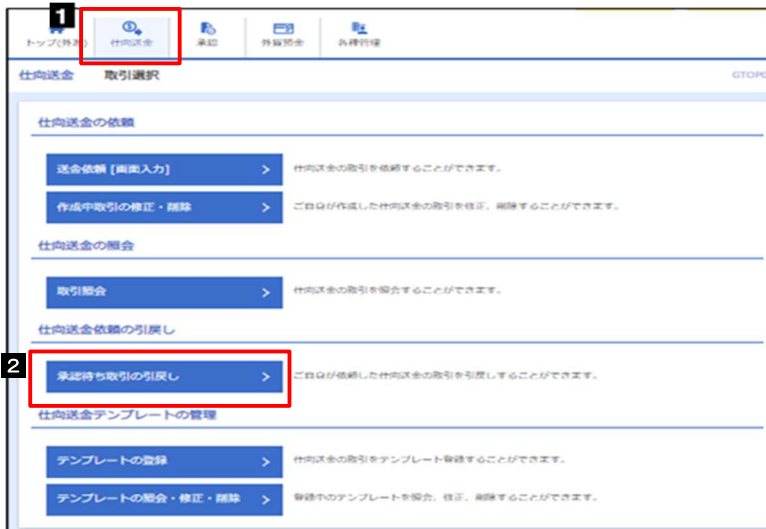 1
トップ(外為) 仕向送金 承認 外貨預金 各種管理
仕向送金 取引選択 GTOP0
仕向送金の依頼
送金依頼 [画面入力] > 仕向送金の取引を依頼することができます。
作成中取引の修正・削除 > ご自身が作成した仕向送金の取引を修正、削除することができます。
仕向送金の照会
取引照会 > 仕向送金の取引を照会することができます。
仕向送金依頼の引戻し
2
承認待ち取引の引戻し > ご自身が依頼した仕向送金の取引を引戻しすることができます。
仕向送金テンプレートの管理
テンプレートの登録 > 仕向送金の取引をテンプレート登録することができます。
テンプレートの照会・修正・削除 > 登録中のテンプレートを照会、修正、削除することができます。